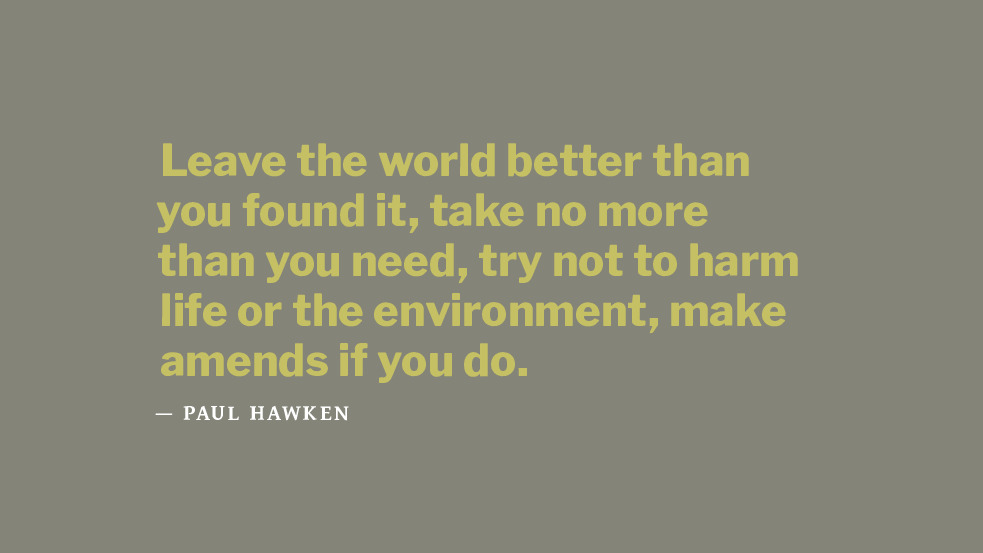 Leave the world better than
you found it, take no more
than you need, try not to harm
life or the environment, make
amends if you do.
— PAUL HAWKEN